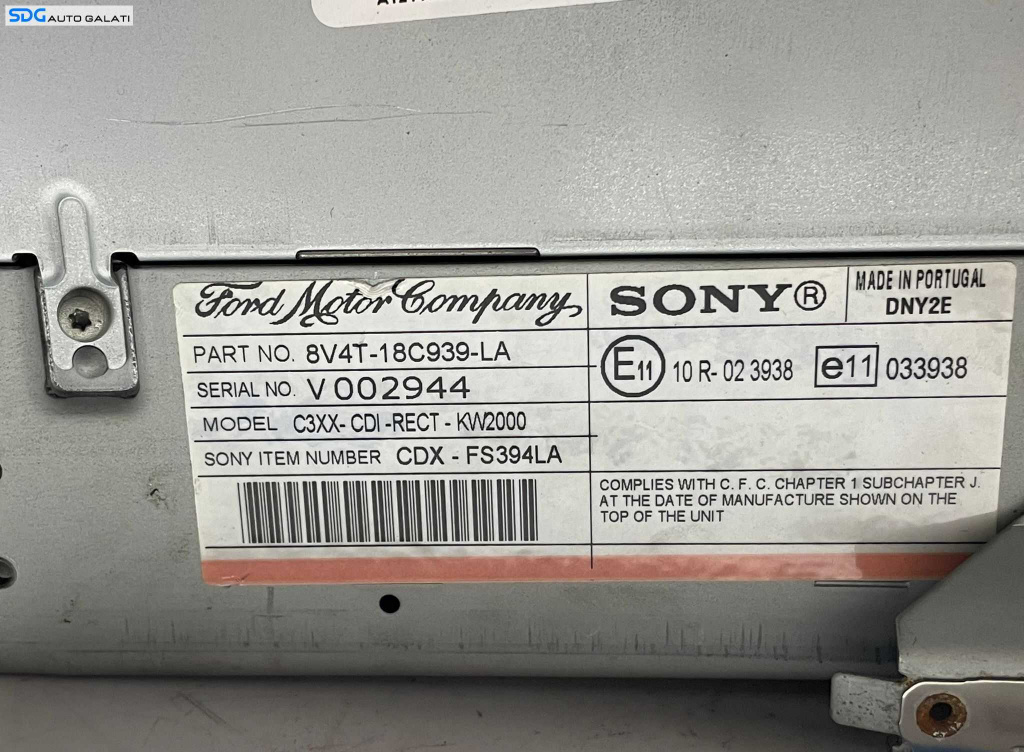 SDG AUTO GALATI
Ford Motor Company
SONY®
MADE IN PORTUGAL
DNY2E
PART NO. 8V4T-18C939-LA
SERIAL NO. V 002944
MODEL C3XX- CDI -RECT - KW2000
SONY ITEM NUMBER CDX - FS394LA
E11 10 R- 02 3938 e11 033938
COMPLIES WITH C. F. C. CHAPTER 1 SUBCHAPTER J.
AT THE DATE OF MANUFACTURE SHOWN ON THE
TOP OF THE UNIT